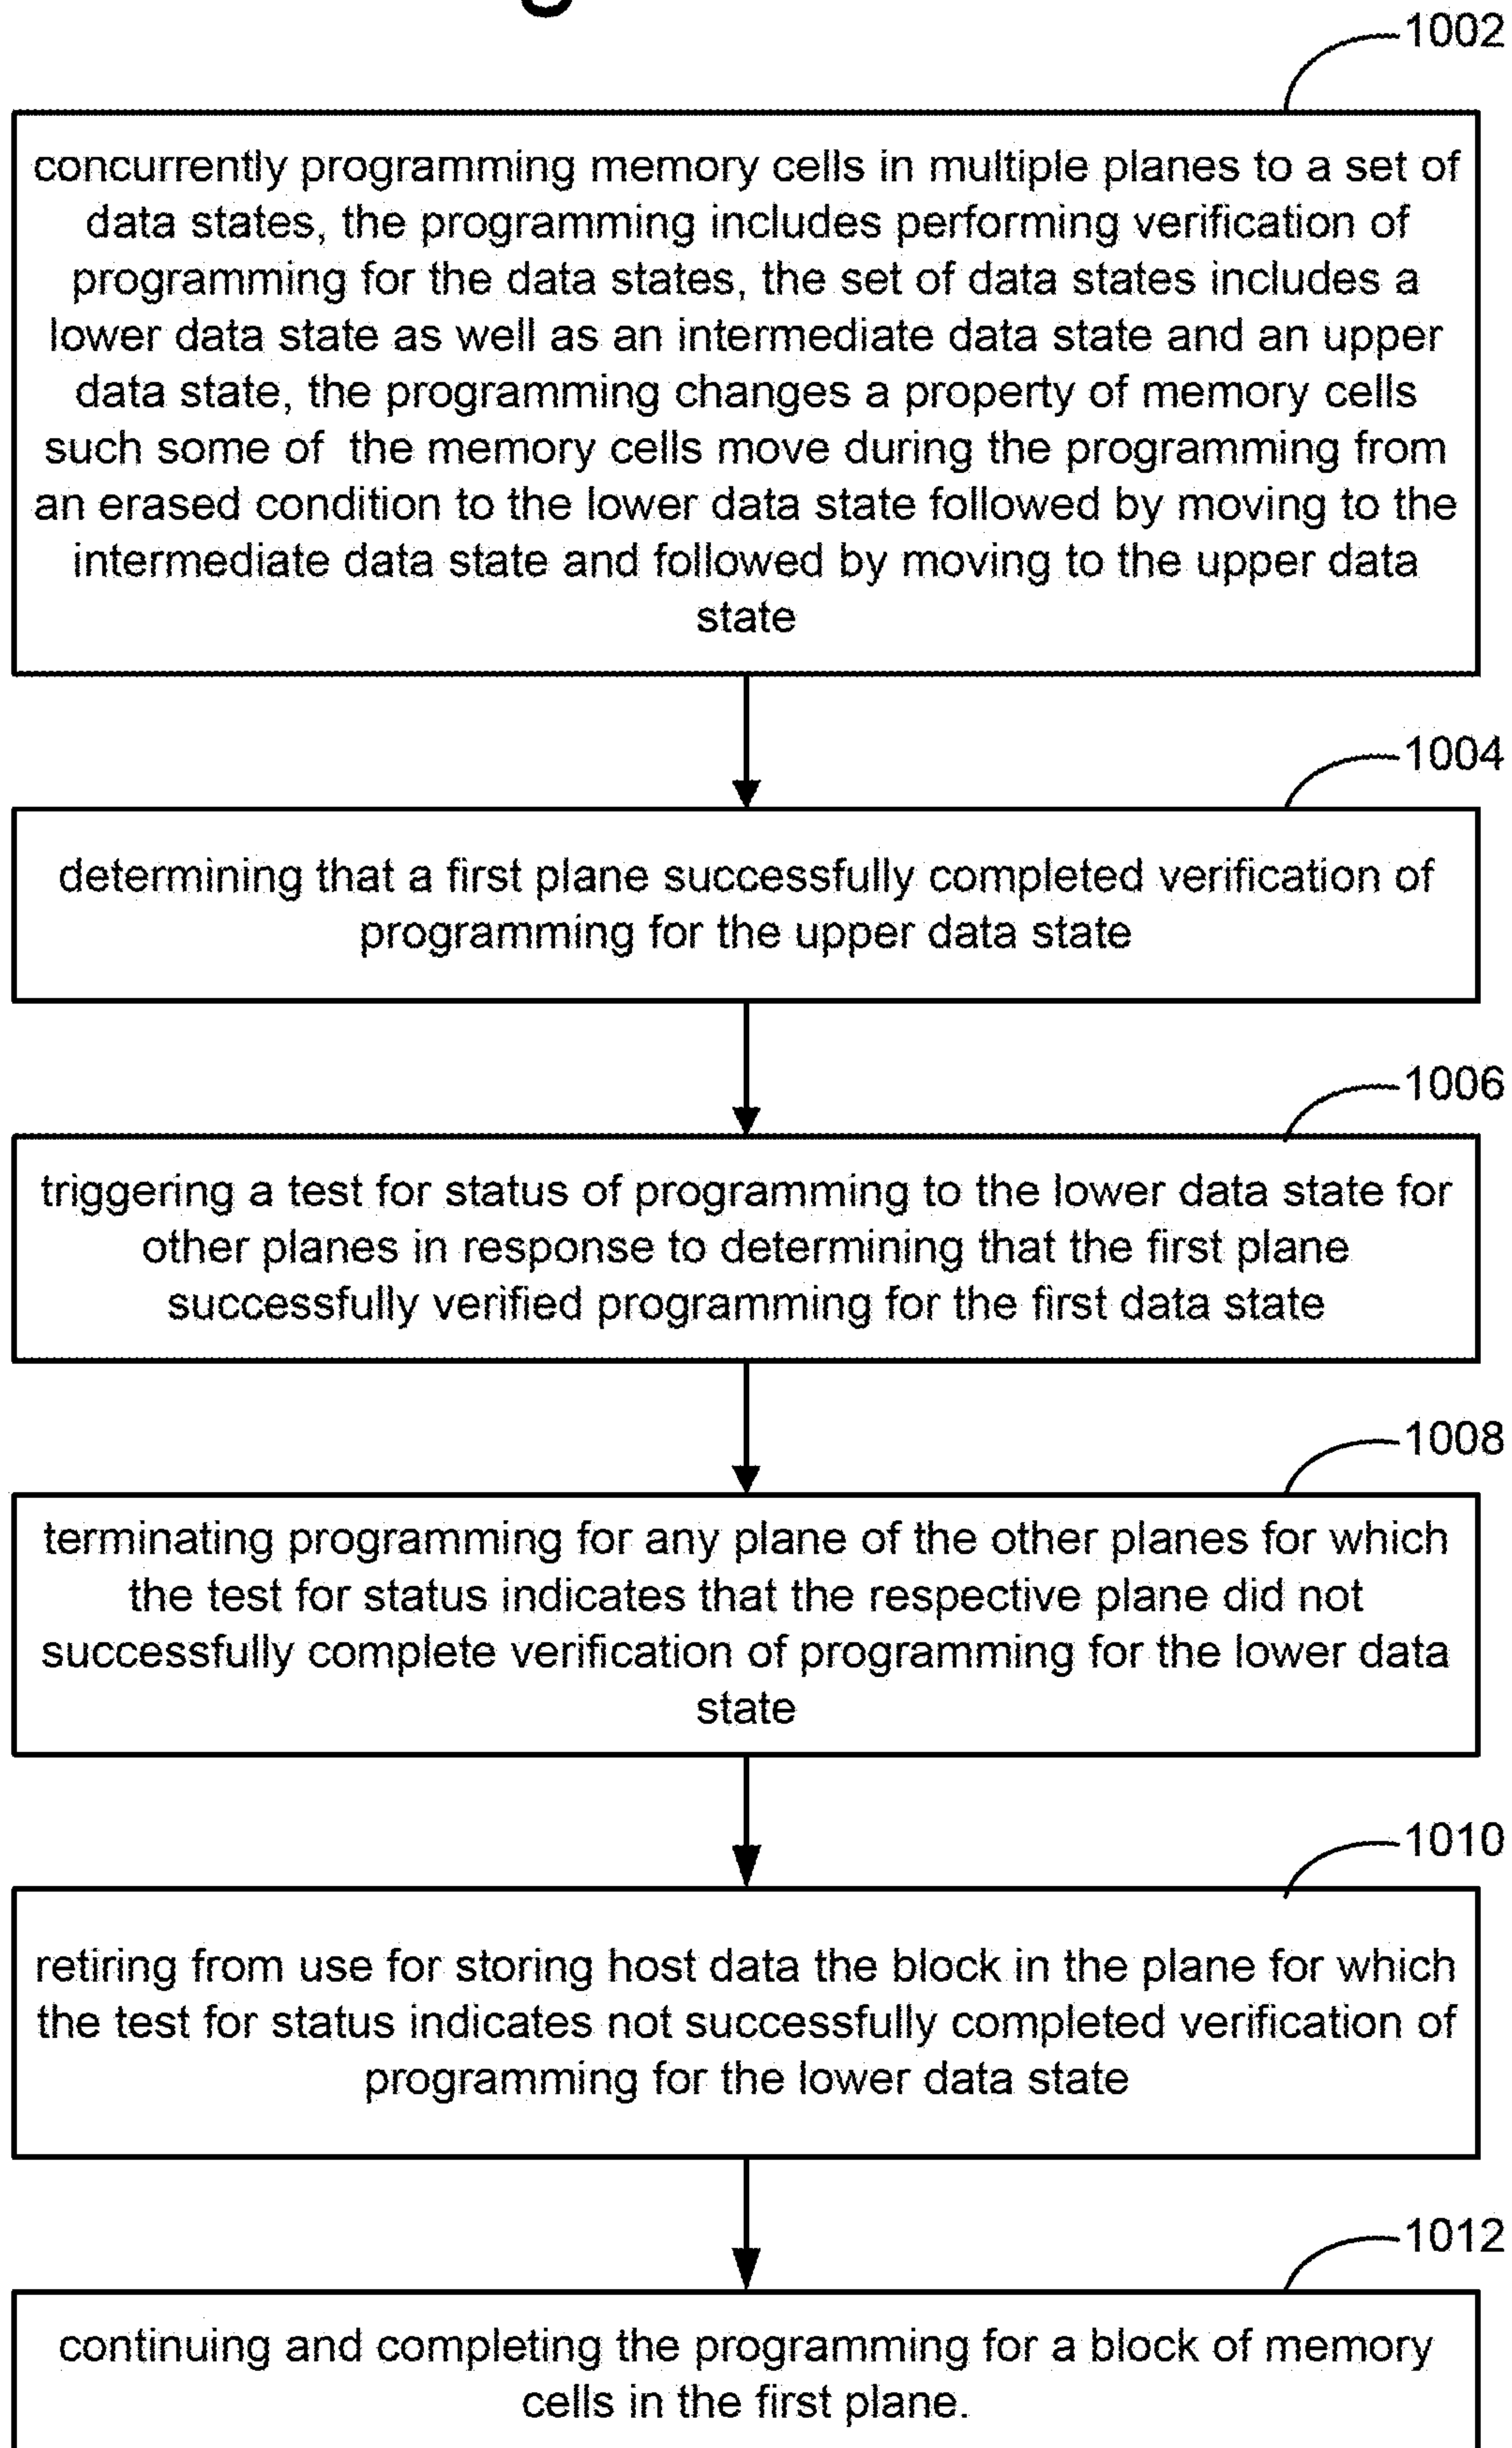 1002
concurrently programming memory cells in multiple planes to a set of
data states, the programming includes performing verification of
programming for the data states, the set of data states includes a
lower data state as well as an intermediate data state and an upper
data state, the programming changes a property of memory cells
such some of the memory cells move during the programming from
an erased condition to the lower data state followed by moving to the
intermediate data state and followed by moving to the upper data
state
1004
determining that a first plane successfully completed verification of
programming for the upper data state
1006
triggering a test for status of programming to the lower data state for
other planes in response to determining that the first plane
successfully verified programming for the first data state
1008
terminating programming for any plane of the other planes for which
the test for status indicates that the respective plane did not
successfully complete verification of programming for the lower data
state
1010
retiring from use for storing host data the block in the plane for which
the test for status indicates not successfully completed verification of
programming for the lower data state
1012
continuing and completing the programming for a block of memory
cells in the first plane.